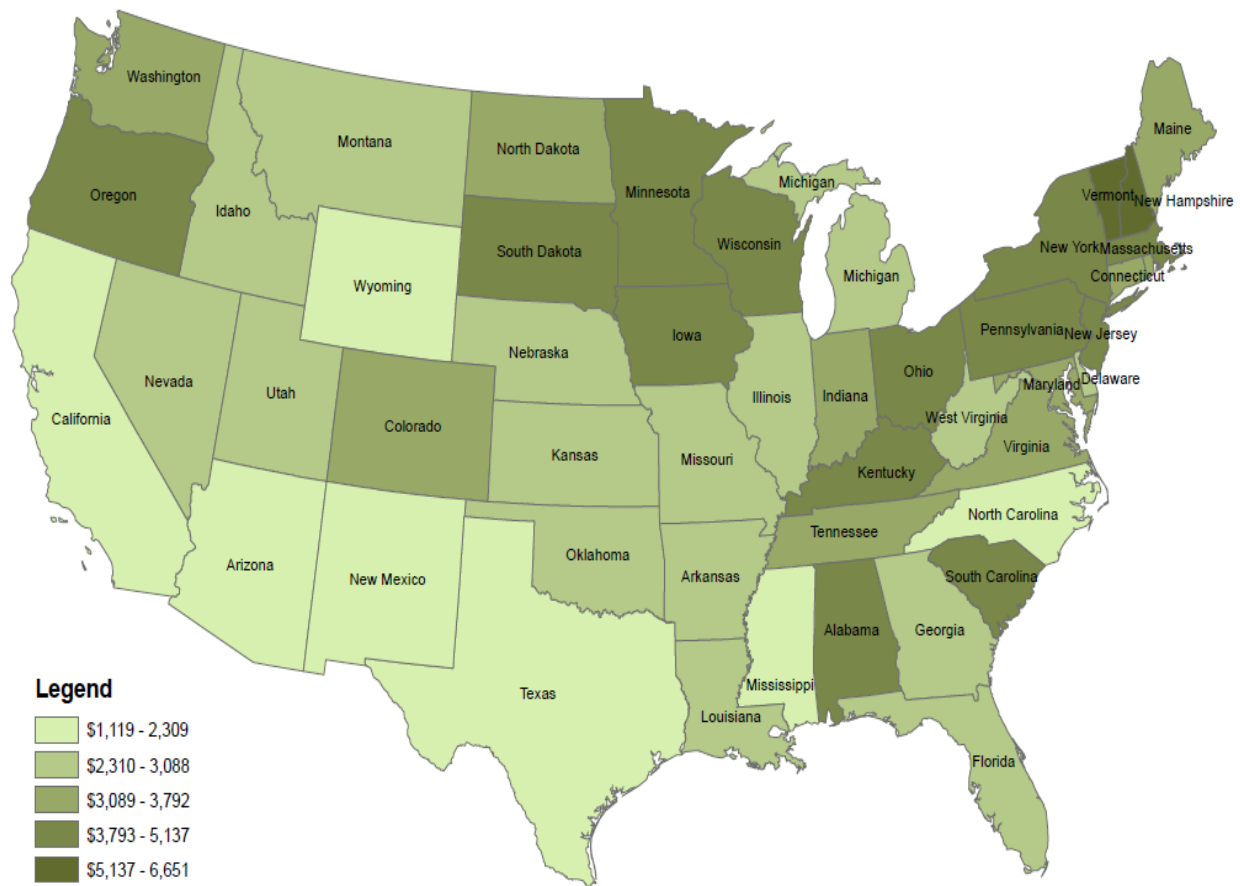 Washington
Montana
North Dakota
Minnesota
Michigan
Maine
Oregon
Idaho
South Dakota
Wisconsin
Vermont
New Hampshire
New York
Massachusetts
Connecticut
Wyoming
Michigan
Iowa
Pennsylvania
New Jersey
Nebraska
Nevada
Utah
Colorado
California
Illinois
Indiana
Ohio
Maryland
Delaware
West Virginia
Virginia
Kansas
Missouri
Kentucky
North Carolina
Tennessee
Arizona
New Mexico
Oklahoma
Arkansas
South Carolina
Alabama
Georgia
Mississippi
Texas
Louisiana
Florida
Legend
$1,119 - 2,309
$2,310 - 3,088
$3,089 - 3,792
$3,793 - 5,137
$5,137 - 6,651